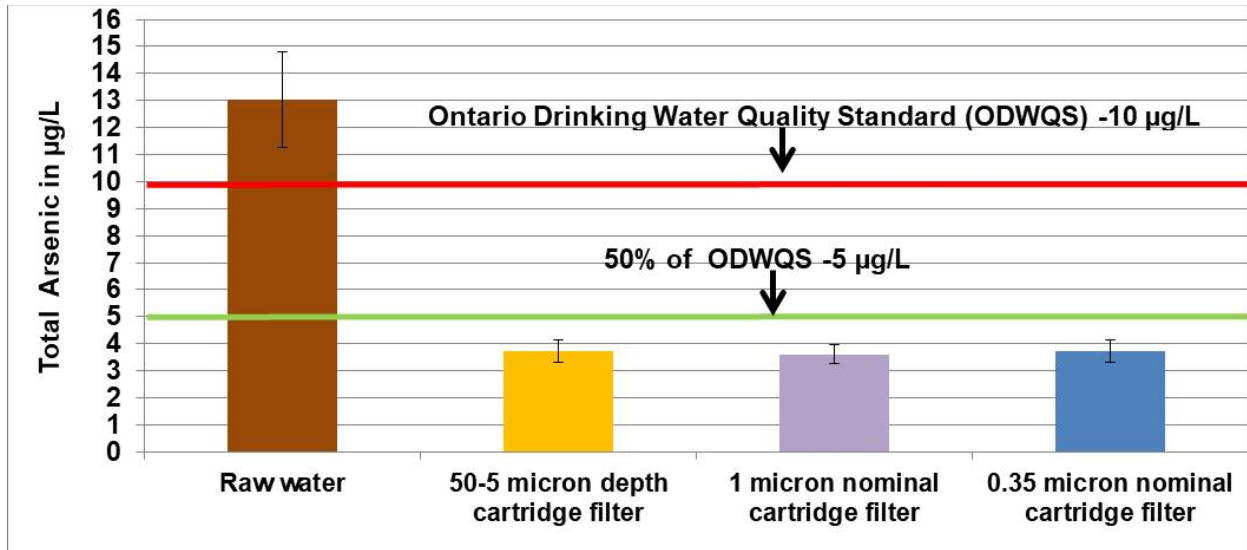 Total Arsenic in µg/L
16
15
14
13
12
11
10
9
8
7
6
5
4
3
2
1
0
Ontario Drinking Water Quality Standard (ODWQS) -10 µg/L
50% of ODWQS -5 µg/L
Raw water
50-5 micron depth
cartridge filter
1 micron nominal
cartridge filter
0.35 micron nominal
cartridge filter